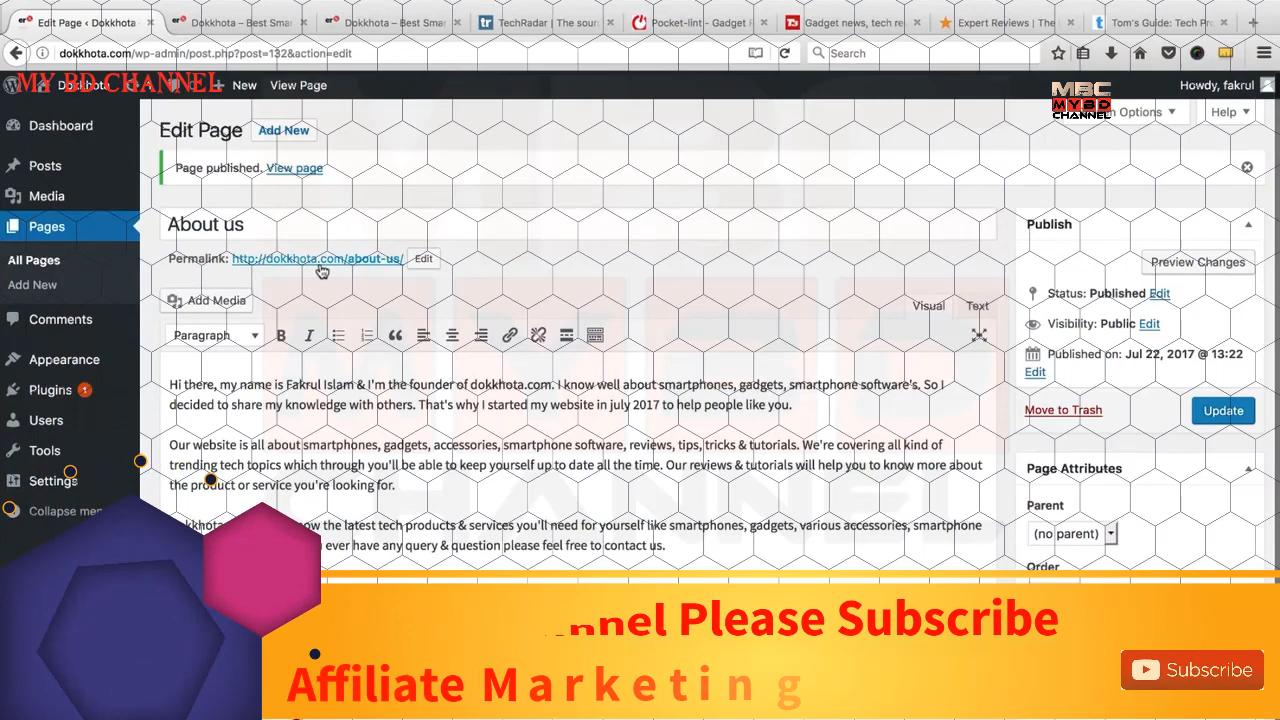 Edit Page ‹ Dokkhota ‹
Dokkhota – Best Smar
Dokkhota – Best Smar
TechRadar | The sour
Pocket-lint - Gadget R
Gadget news, tech re
Expert Reviews | The
Tom's Guide: Tech Pr
dokkhota.com/wp-admin/post.php?post=132&action=edit
Search
MY BD CHANNEL
New
View Page
Howdy, fakrul
MBC
MYBD
CHANNEL
Dashboard
Posts
Media
Pages
All Pages
Add New
Comments
Appearance
Plugins 1
Users
Tools
Settings
Collapse men
Edit Page
Add New
Options
Help
Page published. View page
About us
Permalink: http://dokkhota.com/about-us/ Edit
Add Media
Visual
Text
Paragraph
Hi there, my name is Fakrul Islam & I'm the founder of dokkhota.com. I know well about smartphones, gadgets, smartphone software's. So I
decided to share my knowledge with others. That's why I started my website in july 2017 to help people like you.
Our website is all about smartphones, gadgets, accessories, smartphone software, reviews, tips, tricks & tutorials. We're covering all kind of
trending tech topics which through you'll be able to keep yourself up to date all the time. Our reviews & tutorials will help you to know more about
the product or service you're looking for.
the latest tech products & services you'll need for yourself like smartphones, gadgets, various accessories, smartphone
ever have any query & question please feel free to contact us.
Publish
Preview Changes
Status: Published Edit
Visibility: Public Edit
Published on: Jul 22, 2017 @ 13:22
Edit
Move to Trash
Update
Page Attributes
Parent
(no parent)
Order
nnel Please Subscribe
Affiliate Marketing
Subscribe